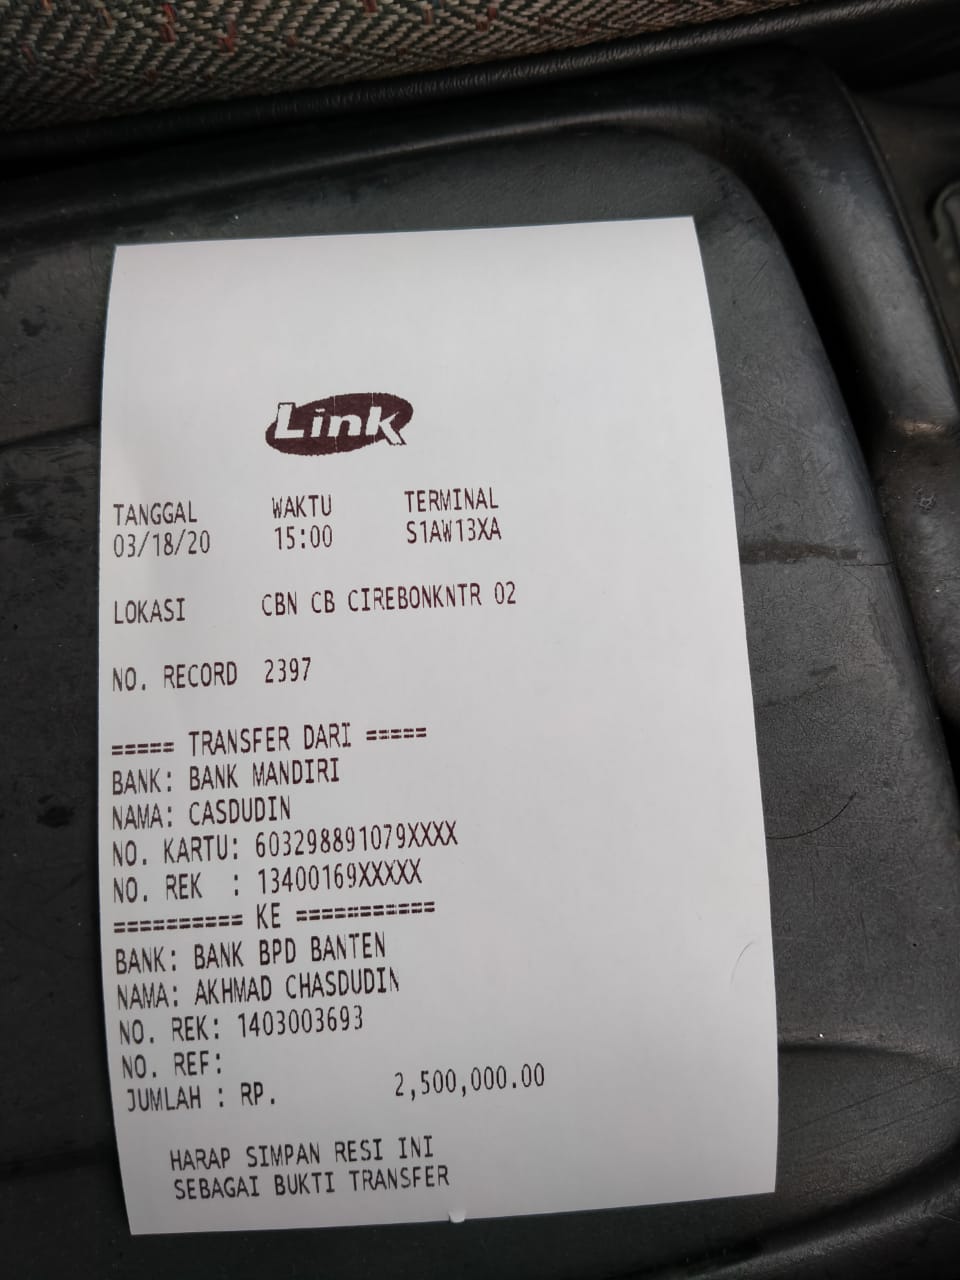 Link
TANGGAL WAKTU TERMINAL
03/18/20 15:00 S1AW13XA
LOKASI CBN CB CIREBONKNTR 02
NO. RECORD 2397
===== TRANSFER DARI =====
BANK: BANK MANDIRI
NAMA: CASDUDIN
NO. KARTU: 603298891079XXXX
NO. REK : 13400169XXXXX
========== KE ===========
BANK: BANK BPD BANTEN
NAMA: AKHMAD CHASDUDIN
NO. REK: 1403003693
NO. REF:
JUMLAH : RP. 2,500,000.00
HARAP SIMPAN RESI INI
SEBAGAI BUKTI TRANSFER